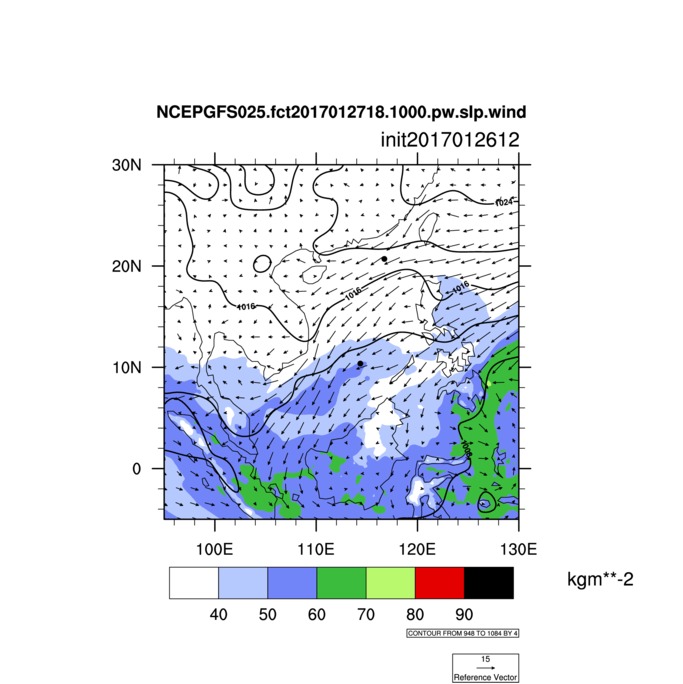 NCEPGFS025.fct2017012718.1000.pw.slp.wind
init2017012612
30N
1024
20N
1016
1016
1016
10N
1008
0
100E 110E 120E 130E
kgm**-2
40 50 60 70 80 90
CONTOUR FROM 948 TO 1084 BY 4
15
Reference Vector